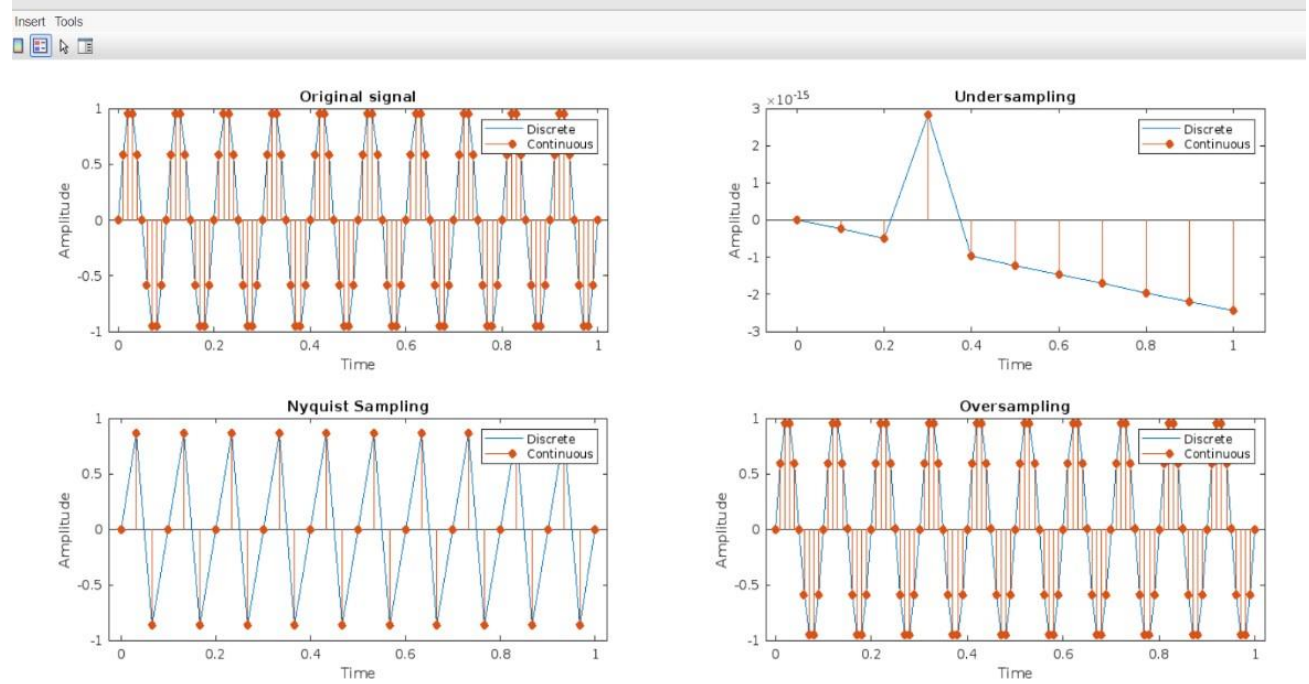 Insert Tools
Original signal
1
0.5
0
-0.5
-1
Amplitude
Discrete
Continuous
0 0.2 0.4 0.6 0.8 1
Time
Undersampling
×10-15
3
2
1
0
-1
-2
-3
Amplitude
Discrete
Continuous
0 0.2 0.4 0.6 0.8 1
Time
Nyquist Sampling
1
0.5
0
-0.5
-1
Amplitude
Discrete
Continuous
0 0.2 0.4 0.6 0.8 1
Time
Oversampling
1
0.5
0
-0.5
-1
Amplitude
Discrete
Continuous
0 0.2 0.4 0.6 0.8 1
Time